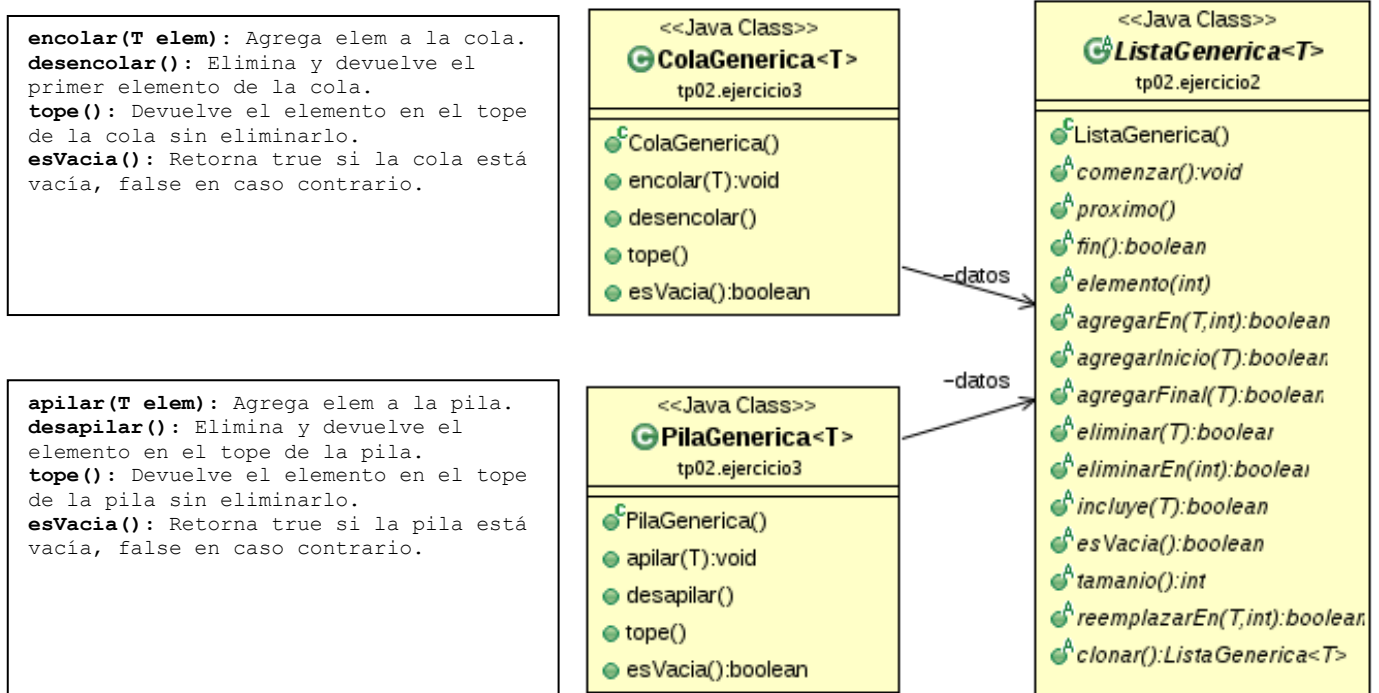 encolar(T elem): Agrega elem a la cola.
desencolar(): Elimina y devuelve el
primer elemento de la cola.
tope(): Devuelve el elemento en el tope
de la cola sin eliminarlo.
esVacia(): Retorna true si la cola está
vacía, false en caso contrario.
<<Java Class>>
ColaGenerica<T>
tp02.ejercicio3
ColaGenerica()
encolar(T):void
desencolar()
tope()
esVacia():boolean
-datos
apilar(T elem): Agrega elem a la pila.
desapilar(): Elimina y devuelve el
elemento en el tope de la pila.
tope(): Devuelve el elemento en el tope
de la pila sin eliminarlo.
esVacia(): Retorna true si la pila está
vacía, false en caso contrario.
<<Java Class>>
PilaGenerica<T>
tp02.ejercicio3
PilaGenerica()
apilar(T):void
desapilar()
tope()
esVacia():boolean
-datos
<<Java Class>>
ListaGenerica<T>
tp02.ejercicio2
ListaGenerica()
comenzar():void
proximo()
fin():boolean
elemento(int)
agregarEn(T,int):boolean
agregarInicio(T):boolean
agregarFinal(T):boolean
eliminar(T):boolear
eliminarEn(int):boolear
incluye(T):boolean
esVacia():boolean
tamanio():int
reemplazarEn(T,int):boolean
clonar():ListaGenerica<T>